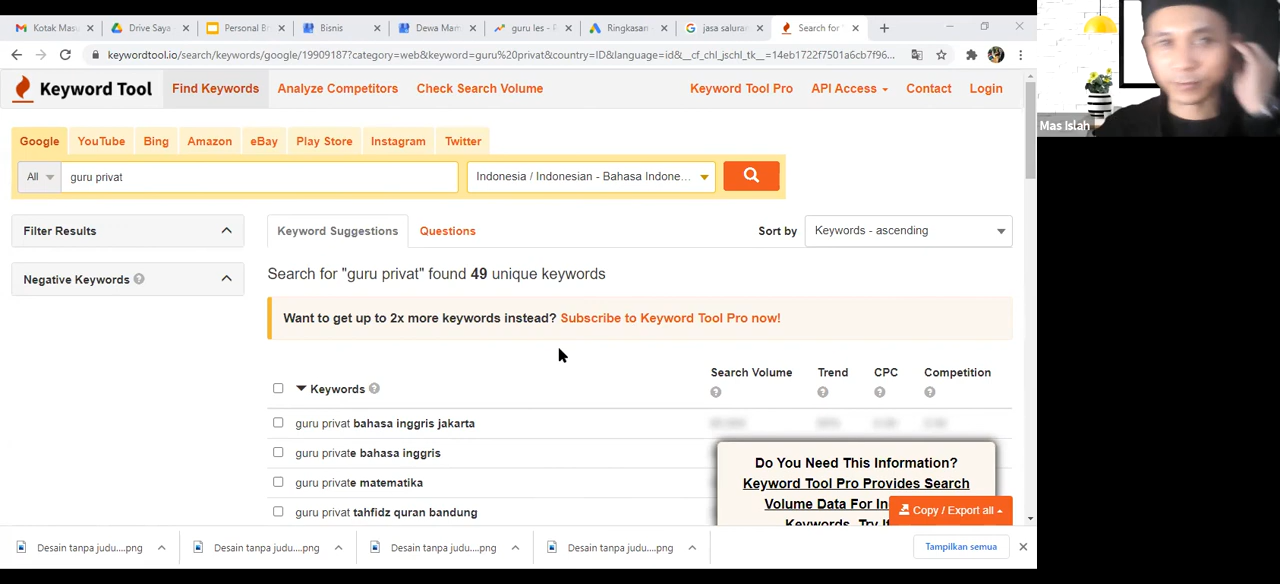 Kotak Masu
Drive Saya
Personal B
Bisnis
Dewa Mam
guru les - P
Ringkasan
jasa saluran
Search for "
keywordtool.io/search/keywords/google/19909187?category=web&keyword=guru%20privat&country=ID&language=id&__cf_chl_jschl_tk__=14eb1722f7501a6cb7f96...
Keyword Tool
Find Keywords
Analyze Competitors
Check Search Volume
Keyword Tool Pro
API Access
Contact
Login
Google
YouTube
Bing
Amazon
eBay
Play Store
Instagram
Twitter
All
guru privat
Indonesia / Indonesian - Bahasa Indone...
Filter Results
Negative Keywords
Keyword Suggestions
Questions
Sort by
Keywords - ascending
Search for "guru privat" found 49 unique keywords
Want to get up to 2x more keywords instead? Subscribe to Keyword Tool Pro now!
Keywords
Search Volume
Trend
CPC
Competition
guru privat bahasa inggris jakarta
guru private bahasa inggris
guru private matematika
guru privat tahfidz quran bandung
Do You Need This Information?
Keyword Tool Pro Provides Search
Volume Data For
Keywords. Try
Copy / Export all
Desain tanpa judu....png
Desain tanpa judu....png
Desain tanpa judu....png
Desain tanpa judu....png
Tampilkan semua
Mas Islah